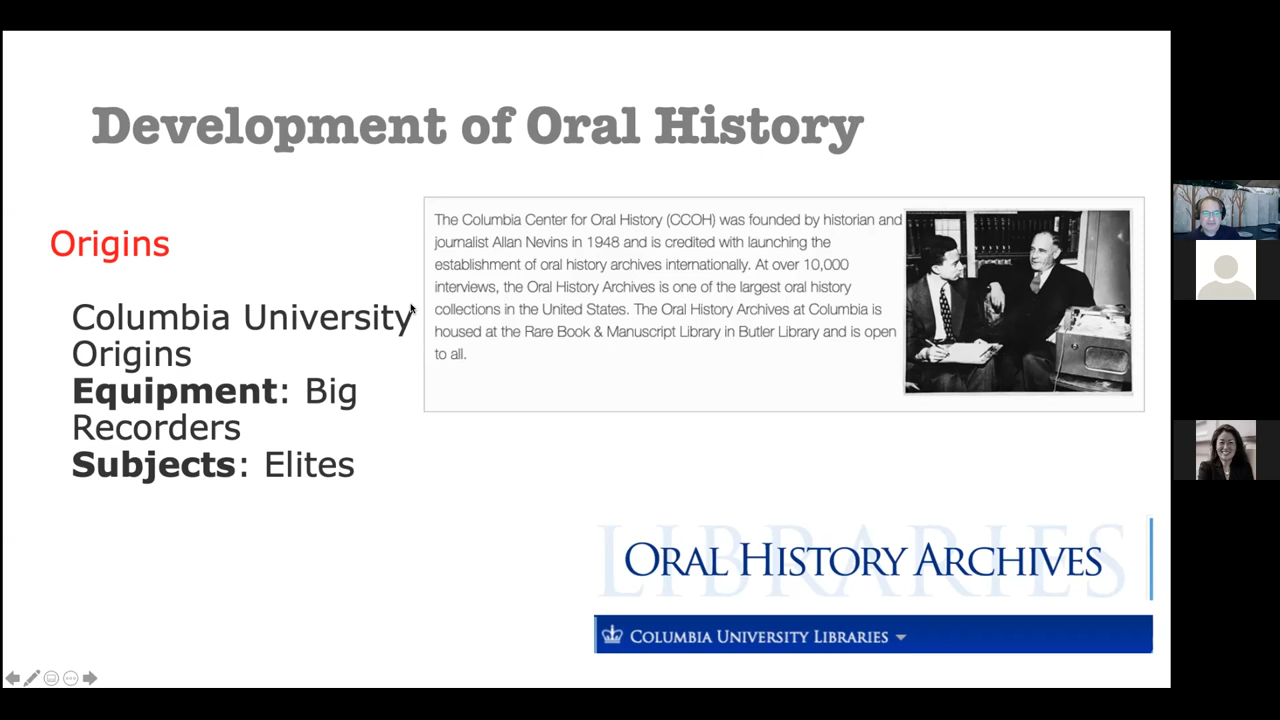 Development of Oral History
Origins
Columbia University
Origins
Equipment: Big
Recorders
Subjects: Elites
The Columbia Center for Oral History (CCOH) was founded by historian and
journalist Allan Nevins in 1948 and is credited with launching the
establishment of oral history archives internationally. At over 10,000
interviews, the Oral History Archives is one of the largest oral history
collections in the United States. The Oral History Archives at Columbia is
housed at the Rare Book & Manuscript Library in Butler Library and is open
to all.
LIBRARIES
ORAL HISTORY ARCHIVES
COLUMBIA UNIVERSITY LIBRARIES